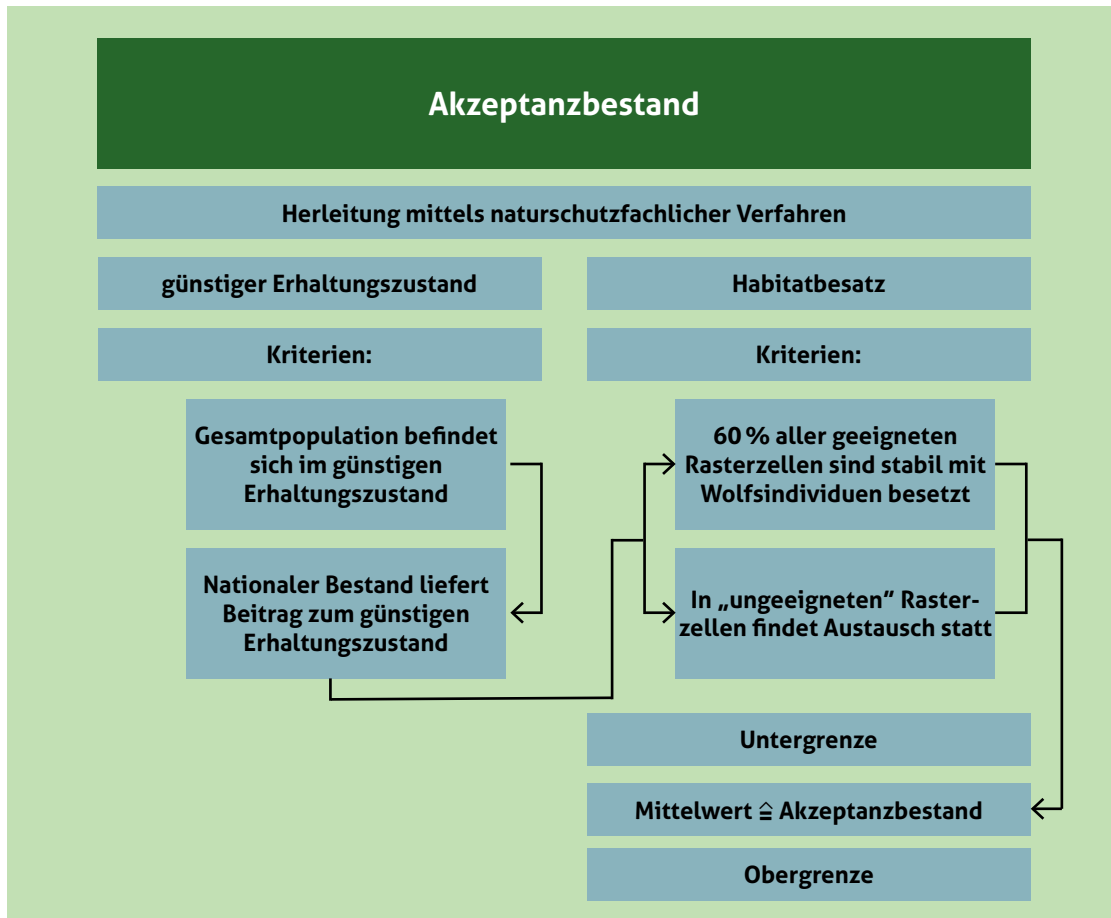 Akzeptanzbestand
Herleitung mittels naturschutzfachlicher Verfahren
günstiger Erhaltungszustand
Habitatbesatz
Kriterien:
Kriterien:
Gesamtpopulation befindet
sich im günstigen
Erhaltungszustand
60 % aller geeigneten
Rasterzellen sind stabil mit
Wolfsindividuen besetzt
Nationaler Bestand liefert
Beitrag zum günstigen
Erhaltungszustand
In „ungeeigneten” Raster-
zellen findet Austausch statt
Untergrenze
Mittelwert ≙ Akzeptanzbestand
Obergrenze